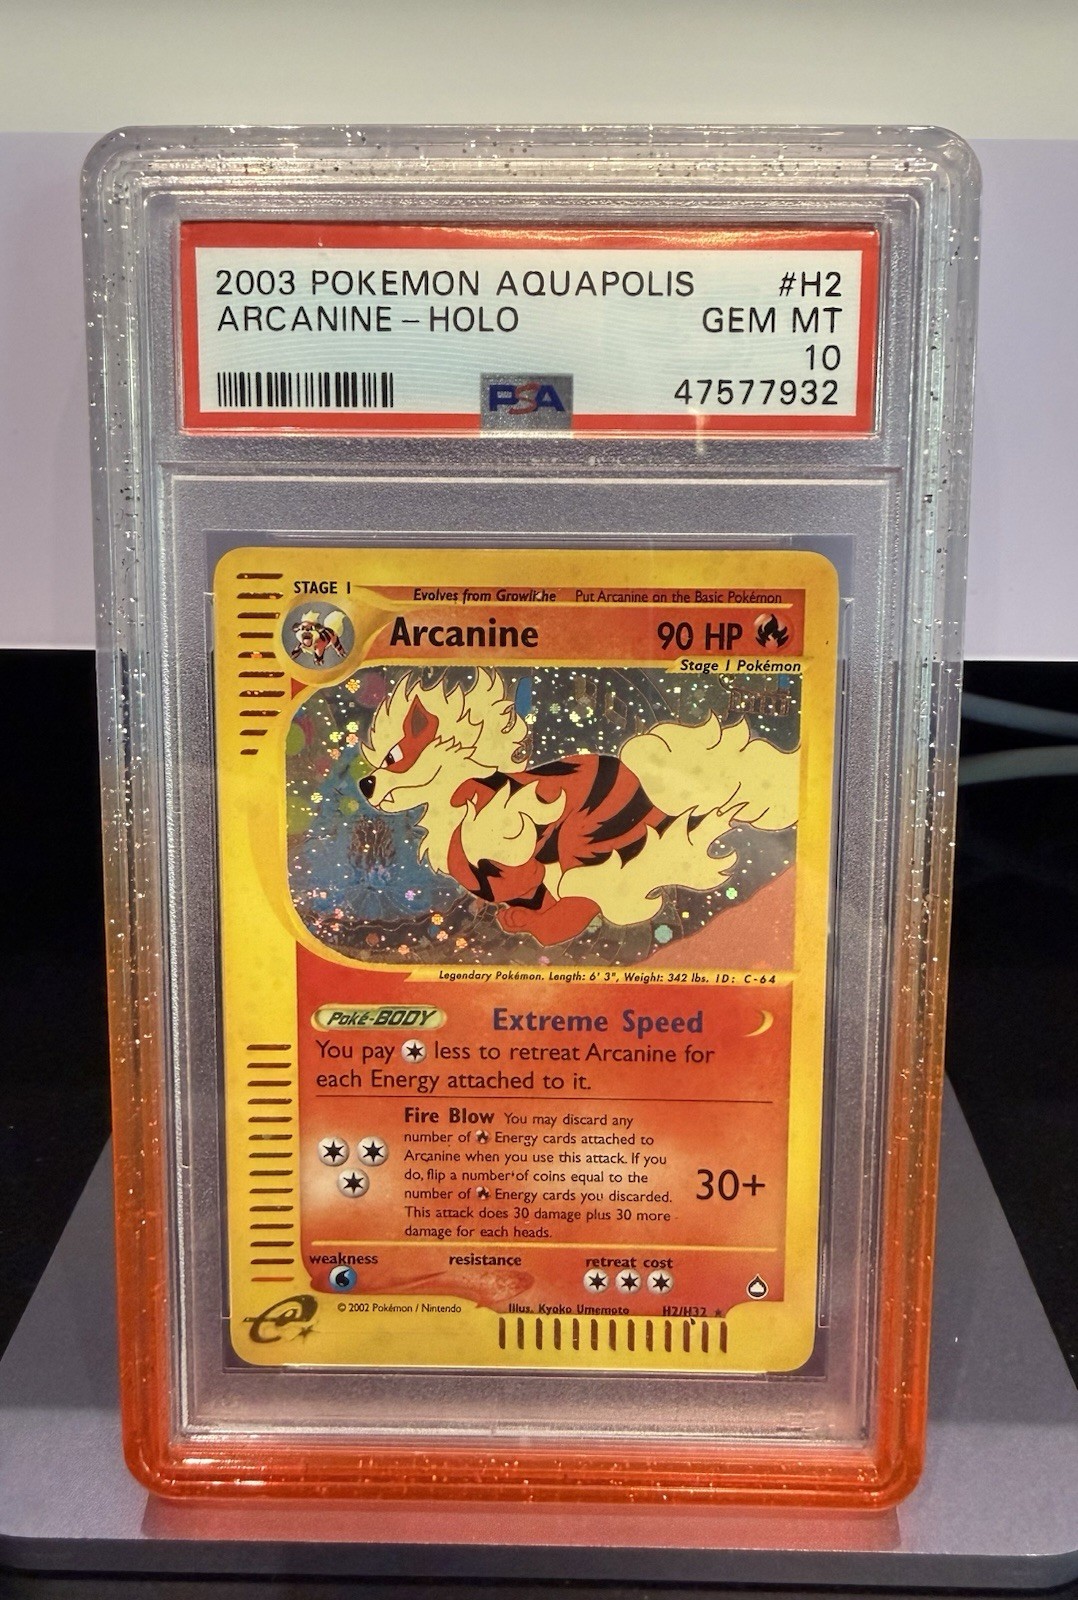 2003 POKEMON AQUAPOLIS #H2
ARCANINE - HOLO GEM MT
10
PSA 47577932
STAGE 1 Evolves from Growlithe Put Arcanine on the Basic Pokémon
Arcanine 90 HP
Stage 1 Pokémon
Legendary Pokémon. Length: 6' 3", Weight: 342 lbs. ID: C-64
Poké-BODY Extreme Speed
You pay less to retreat Arcanine for
each Energy attached to it.
Fire Blow You may discard any
number of Energy cards attached to
Arcanine when you use this attack. If you
do, flip a number of coins equal to the
number of Energy cards you discarded.
This attack does 30 damage plus 30 more
damage for each heads.
30+
weakness resistance retreat cost
© 2002 Pokémon / Nintendo Illus. Kyoko Umemoto H2/H32 ★
e